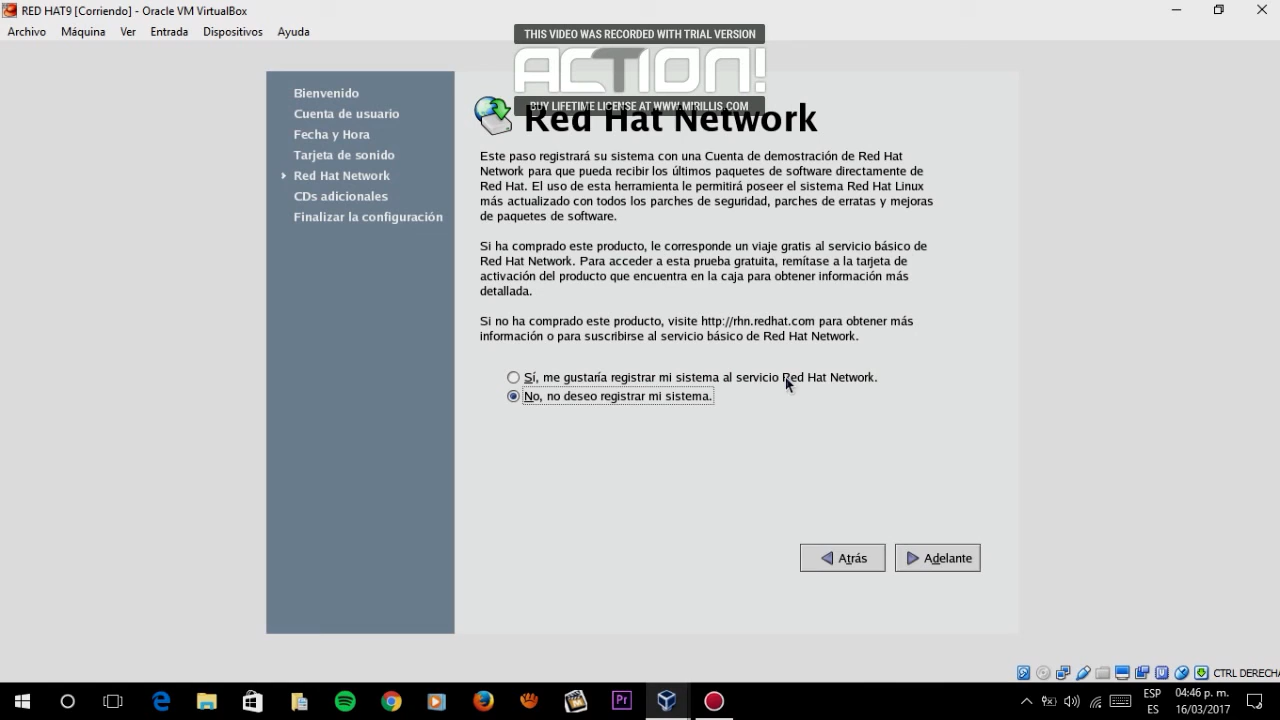 RED HAT9 [Corriendo] - Oracle VM VirtualBox
Archivo Máquina Ver Entrada Dispositivos Ayuda
THIS VIDEO WAS RECORDED WITH TRIAL VERSION
ACTION!
BUY LIFETIME LICENSE AT WWW.MIRILLIS.COM
Bienvenido
Cuenta de usuario
Fecha y Hora
Tarjeta de sonido
Red Hat Network
CDs adicionales
Finalizar la configuración
Red Hat Network
Este paso registrará su sistema con una Cuenta de demostración de Red Hat
Network para que pueda recibir los últimos paquetes de software directamente de
Red Hat. El uso de esta herramienta le permitirá poseer el sistema Red Hat Linux
más actualizado con todos los parches de seguridad, parches de erratas y mejoras
de paquetes de software.
Si ha comprado este producto, le corresponde un viaje gratis al servicio básico de
Red Hat Network. Para acceder a esta prueba gratuita, remítase a la tarjeta de
activación del producto que encuentra en la caja para obtener información más
detallada.
Si no ha comprado este producto, visite http://rhn.redhat.com para obtener más
información o para suscribirse al servicio básico de Red Hat Network.
Sí, me gustaría registrar mi sistema al servicio Red Hat Network.
No, no deseo registrar mi sistema.
Atrás
Adelante
CTRL DERECHA
Pr
ESP
ES
04:46 p. m.
16/03/2017